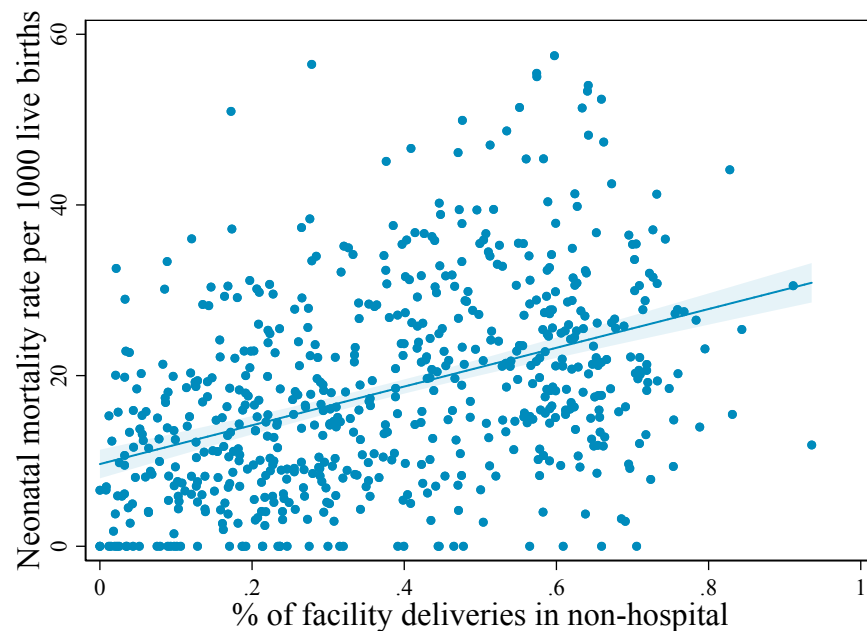 Neonatal mortality rate per 1000 live births
60
40
20
0
0 .2 .4 .6 .8 1
% of facility deliveries in non-hospital